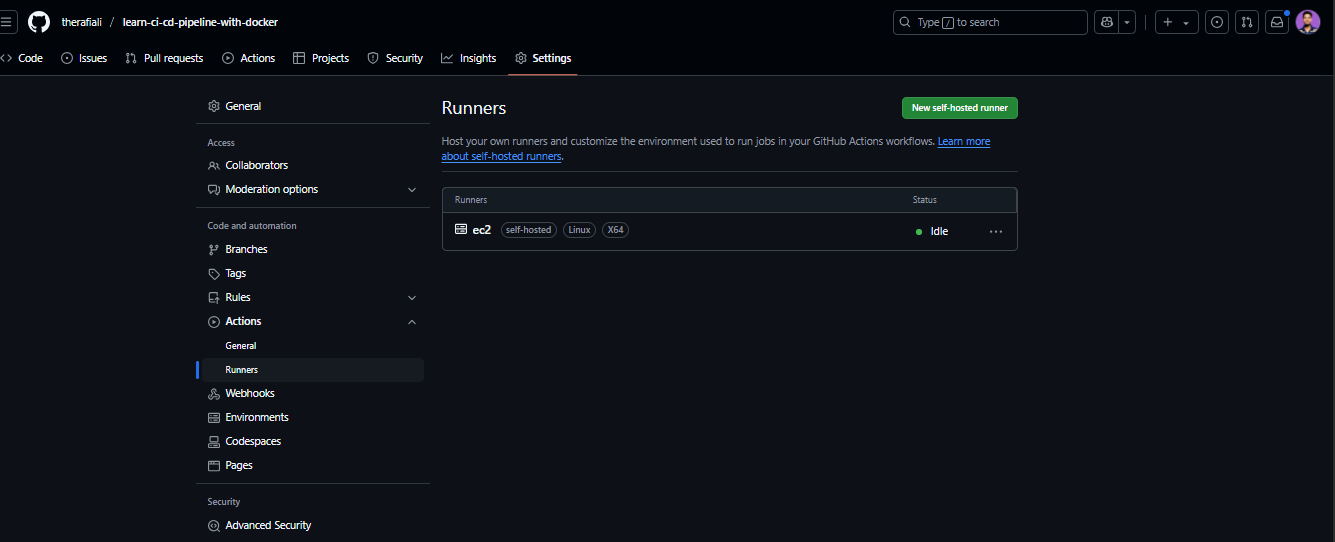 therafiali / learn-ci-cd-pipeline-with-docker
Type / to search
Code Issues Pull requests Actions Projects Security Insights Settings
General
Access
Collaborators
Moderation options
Code and automation
Branches
Tags
Rules
Actions
General
Runners
Webhooks
Environments
Codespaces
Pages
Security
Advanced Security
Runners
New self-hosted runner
Host your own runners and customize the environment used to run jobs in your GitHub Actions workflows. Learn more
about self-hosted runners.
Runners Status
ec2 self-hosted Linux X64 Idle